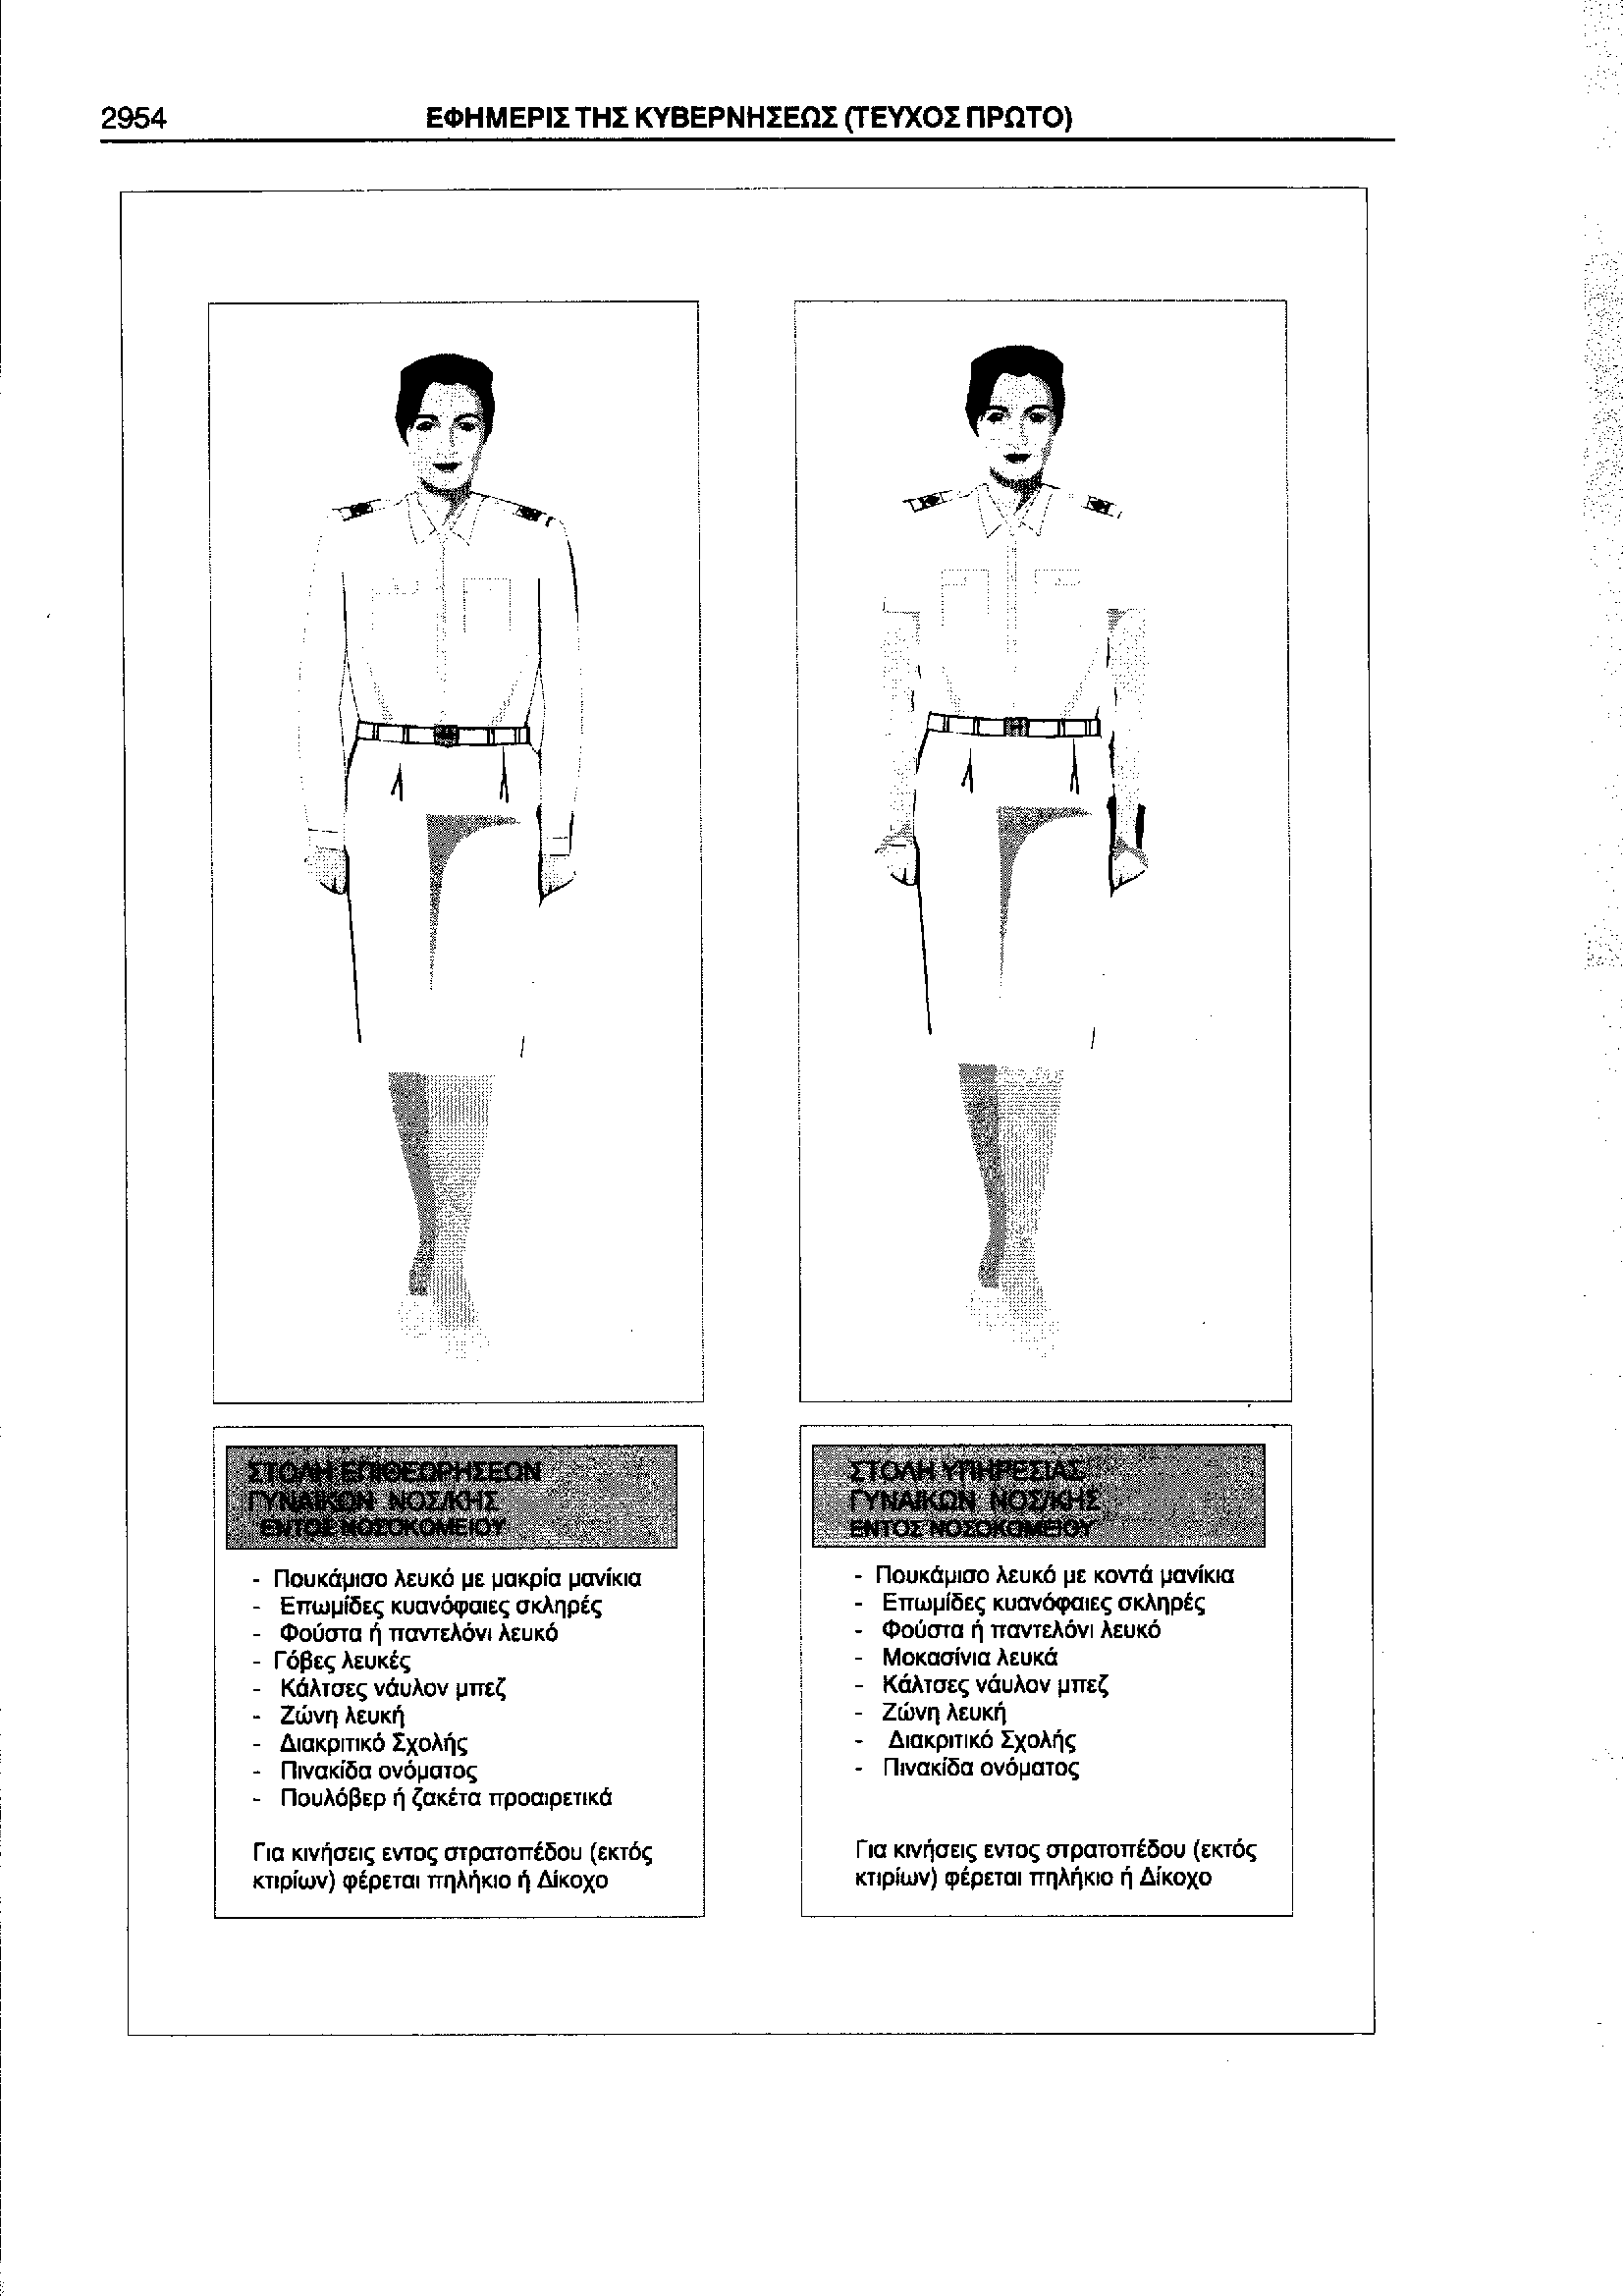 2954
ΕΦΗΜΕΡΙΣ ΤΗΣ ΚΥΒΕΡΝΗΣΕΩΣ (ΤΕΥΧΟΣ ΠΡΩΤΟ)
ΣΤΟΛΗ ΕΠΙΘΕΩΡΗΣΕΩΝ
ΓΥΝΑΙΚΩΝ ΝΟΣ/ΚΗΣ
ΕΝΤΟΣ ΝΟΣΟΚΟΜΕΙΟΥ
- Πουκάμισο λευκό με μακρία μανίκια
- Επωμίδες κυανόφαιες σκληρές
- Φούστα ή παντελόνι λευκό
- Γόβες λευκές
- Κάλτσες νάυλον μπεζ
- Ζώνη λευκή
- Διακριτικό Σχολής
- Πινακίδα ονόματος
- Πουλόβερ ή ζακέτα προαιρετικά
Για κινήσεις εντος στρατοπέδου (εκτός
κτιρίων) φέρεται πηλήκιο ή Δίκοχο
ΣΤΟΛΗ ΥΠΗΡΕΣΙΑΣ
ΓΥΝΑΙΚΩΝ ΝΟΣ/ΚΗΣ
ΕΝΤΟΣ ΝΟΣΟΚΟΜΕΙΟΥ
- Πουκάμισο λευκό με κοντά μανίκια
- Επωμίδες κυανόφαιες σκληρές
- Φούστα ή παντελόνι λευκό
- Μοκασίνια λευκά
- Κάλτσες νάυλον μπεζ
- Ζώνη λευκή
- Διακριτικό Σχολής
- Πινακίδα ονόματος
Για κινήσεις εντος στρατοπέδου (εκτός
κτιρίων) φέρεται πηλήκιο ή Δίκοχο